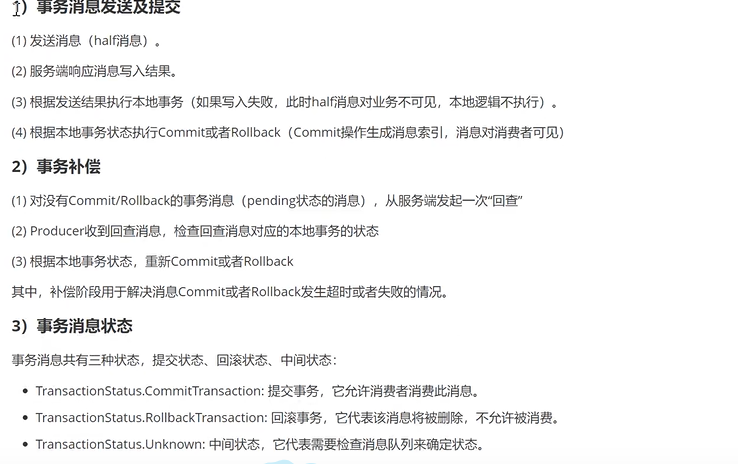 1）事务消息发送及提交
(1) 发送消息（half消息）。
(2) 服务端响应消息写入结果。
(3) 根据发送结果执行本地事务（如果写入失败，此时half消息对业务不可见，本地逻辑不执行）。
(4) 根据本地事务状态执行Commit或者Rollback（Commit操作生成消息索引，消息对消费者可见）
2）事务补偿
(1) 对没有Commit/Rollback的事务消息（pending状态的消息），从服务端发起一次“回查”
(2) Producer收到回查消息，检查回查消息对应的本地事务的状态
(3) 根据本地事务状态，重新Commit或者Rollback
其中，补偿阶段用于解决消息Commit或者Rollback发生超时或者失败的情况。
3）事务消息状态
事务消息共有三种状态，提交状态、回滚状态、中间状态：
• TransactionStatus.CommitTransaction: 提交事务，它允许消费者消费此消息。
• TransactionStatus.RollbackTransaction: 回滚事务，它代表该消息将被删除，不允许被消费。
• TransactionStatus.Unknown: 中间状态，它代表需要检查消息队列来确定状态。